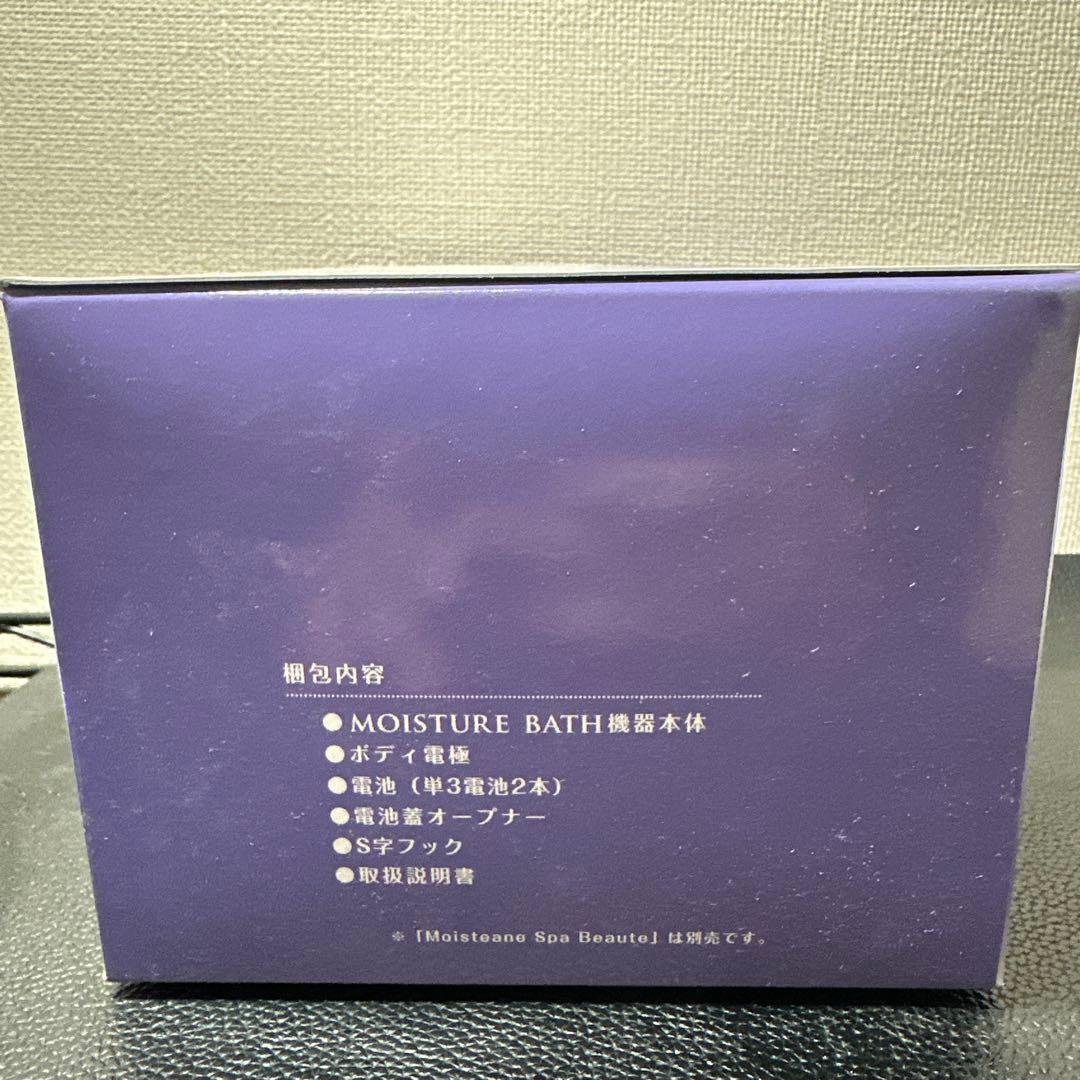 梱包内容
●MOISTURE BATH機器本体
●ボディ電極
●電池（単3電池2本）
●電池蓋オープナー
●S字フック
●取扱説明書
※「Moisteane Spa Beaute」は別売です。